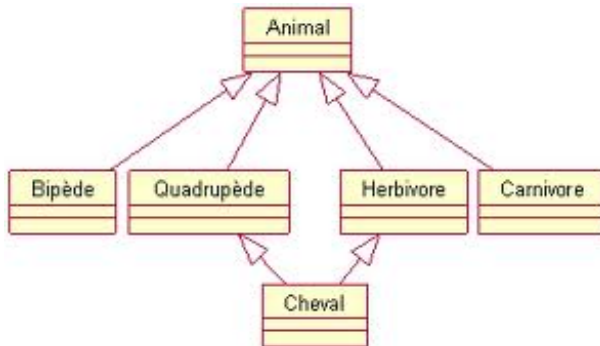 Animal
Bipède
Quadrupède
Herbivore
Carnivore
Cheval